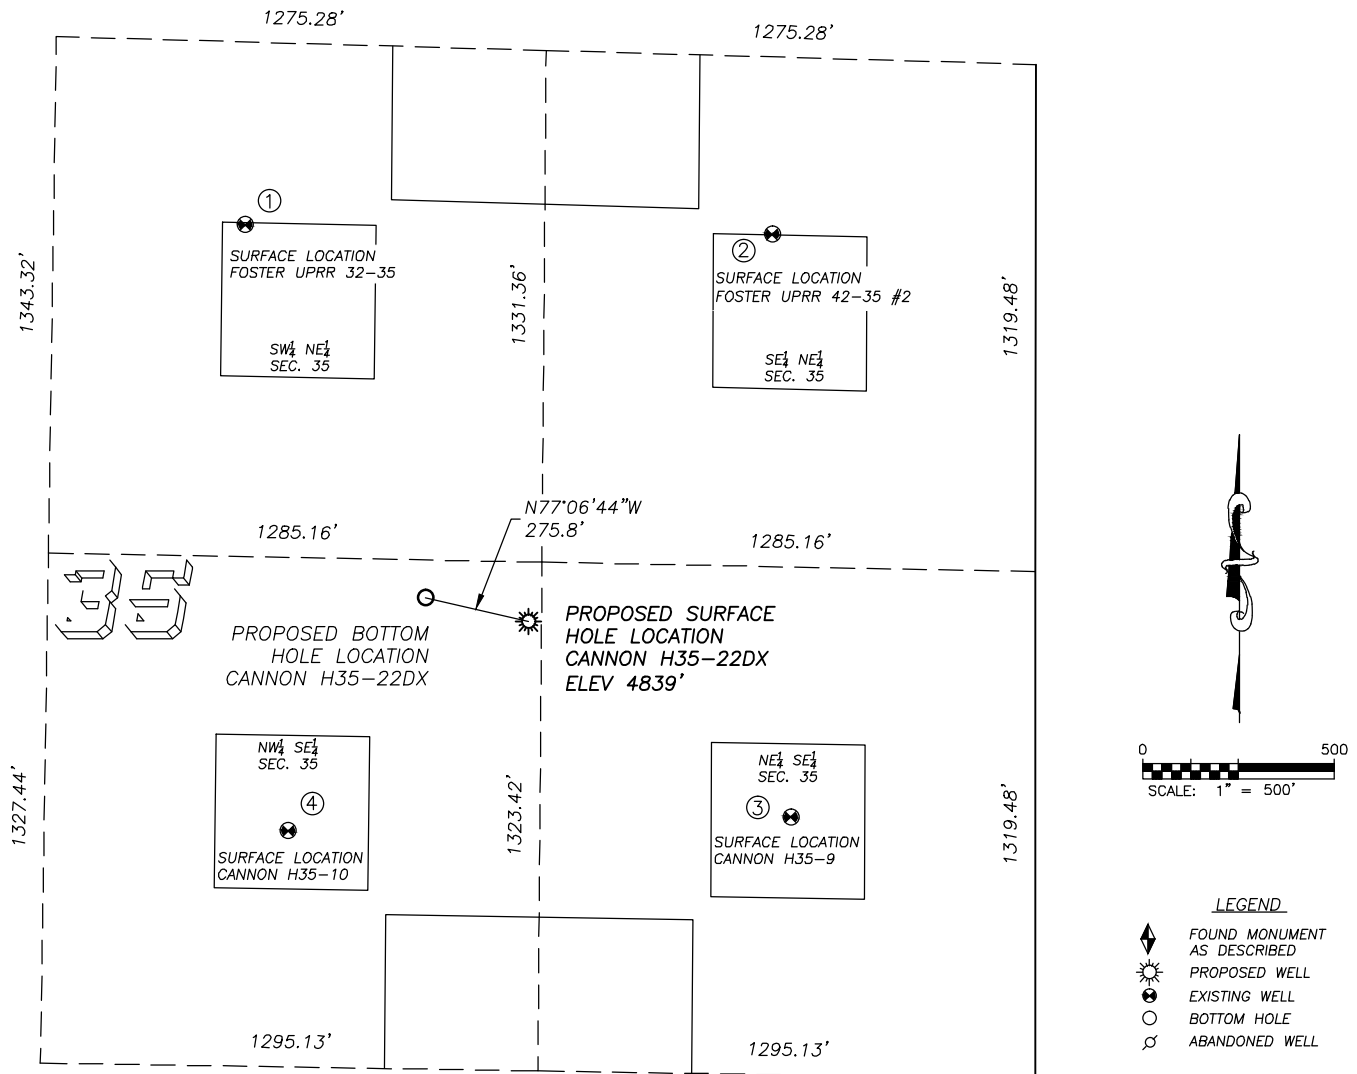 1275.28'
1275.28'
①
SURFACE LOCATION
FOSTER UPRR 32-35
SW¼ NE¼
SEC. 35
②
SURFACE LOCATION
FOSTER UPRR 42-35 #2
SE¼ NE¼
SEC. 35
1343.32'
1331.36'
1319.48'
N77°06'44"W
275.8'
1285.16'
1285.16'
35
PROPOSED BOTTOM
HOLE LOCATION
CANNON H35-22DX
PROPOSED SURFACE
HOLE LOCATION
CANNON H35-22DX
ELEV 4839'
NW¼ SE¼
SEC. 35
④
SURFACE LOCATION
CANNON H35-10
NE¼ SE¼
SEC. 35
③
SURFACE LOCATION
CANNON H35-9
1327.44'
1323.42'
1319.48'
1295.13'
1295.13'
0 500
SCALE: 1" = 500'
LEGEND
FOUND MONUMENT
AS DESCRIBED
PROPOSED WELL
EXISTING WELL
BOTTOM HOLE
ABANDONED WELL